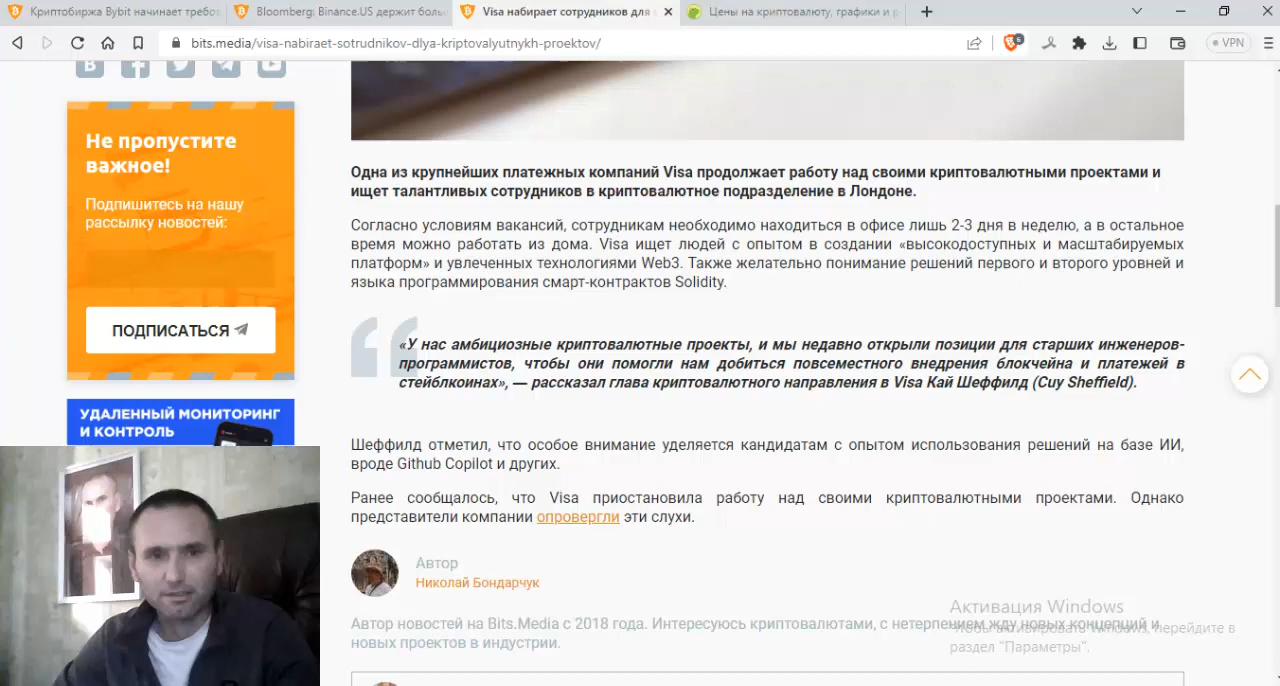 Криптобиржа Bybit начинает требов
Bloomberg: Binance.US держит боль
Visa набирает сотрудников для
Цены на криптовалюту, графики и р
bits.media/visa-nabiraet-sotrudnikov-dlya-kriptovalyutnykh-proektov/
6
VPN
Не пропустите
важное!
Подпишитесь на нашу
рассылку новостей:
ПОДПИСАТЬСЯ
УДАЛЕННЫЙ МОНИТОРИНГ
И КОНТРОЛЬ
Одна из крупнейших платежных компаний Visa продолжает работу над своими криптовалютными проектами и
ищет талантливых сотрудников в криптовалютное подразделение в Лондоне.
Согласно условиям вакансий, сотрудникам необходимо находиться в офисе лишь 2-3 дня в неделю, а в остальное
время можно работать из дома. Visa ищет людей с опытом в создании «высокодоступных и масштабируемых
платформ» и увлеченных технологиями Web3. Также желательно понимание решений первого и второго уровней и
языка программирования смарт-контрактов Solidity.
«У нас амбициозные криптовалютные проекты, и мы недавно открыли позиции для старших инженеров-
программистов, чтобы они помогли нам добиться повсеместного внедрения блокчейна и платежей в
стейблкоинах», — рассказал глава криптовалютного направления в Visa Кай Шеффилд (Cuy Sheffield).
Шеффилд отметил, что особое внимание уделяется кандидатам с опытом использования решений на базе ИИ,
вроде Github Copilot и других.
Ранее сообщалось, что Visa приостановила работу над своими криптовалютными проектами. Однако
представители компании опровергли эти слухи.
Автор
Николай Бондарчук
Автор новостей на Bits.Media с 2018 года. Интересуюсь криптовалютами, с нетерпением жду новых концепций и
новых проектов в индустрии.
Активация Windows
Чтобы активировать Windows, перейдите в
раздел "Параметры".